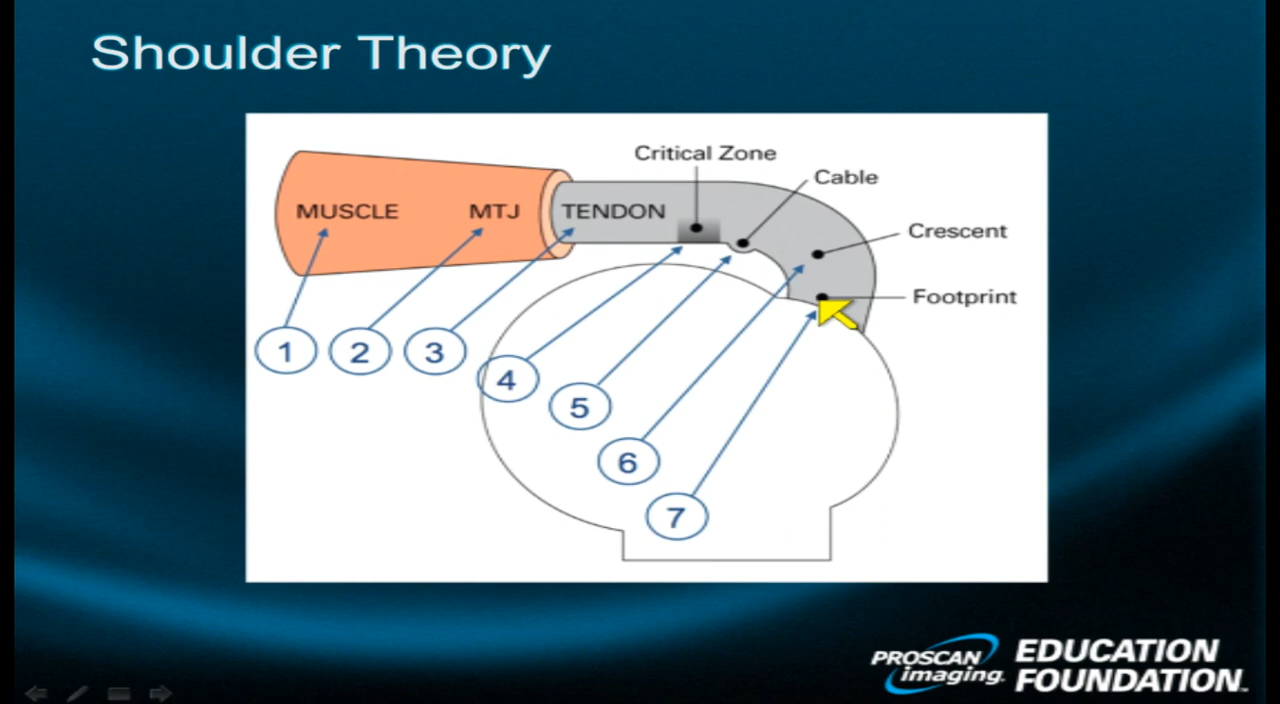 Shoulder Theory
Critical Zone
Cable
MUSCLE MTJ TENDON
Crescent
Footprint
1 2 3
4
5
6
7
PROSCAN imaging. EDUCATION FOUNDATION™